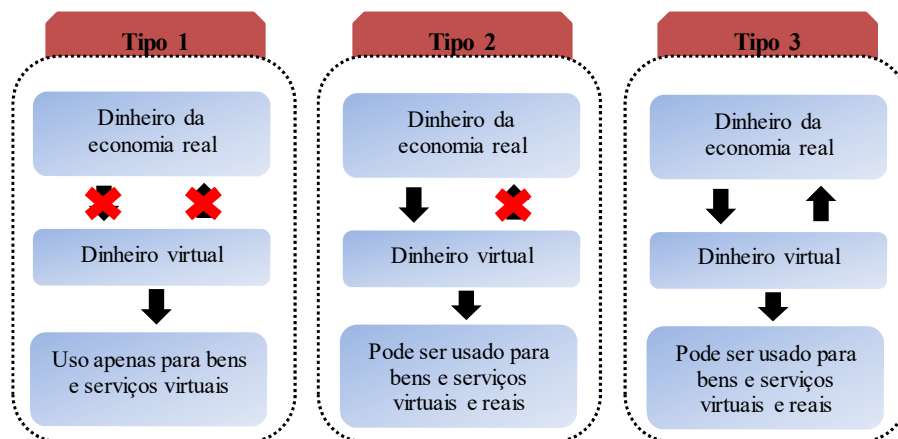 Tipo 1
Dinheiro da
economia real
Dinheiro virtual
Uso apenas para bens
e serviços virtuais
Tipo 2
Dinheiro da
economia real
Dinheiro virtual
Pode ser usado para
bens e serviços
virtuais e reais
Tipo 3
Dinheiro da
economia real
Dinheiro virtual
Pode ser usado para
bens e serviços
virtuais e reais